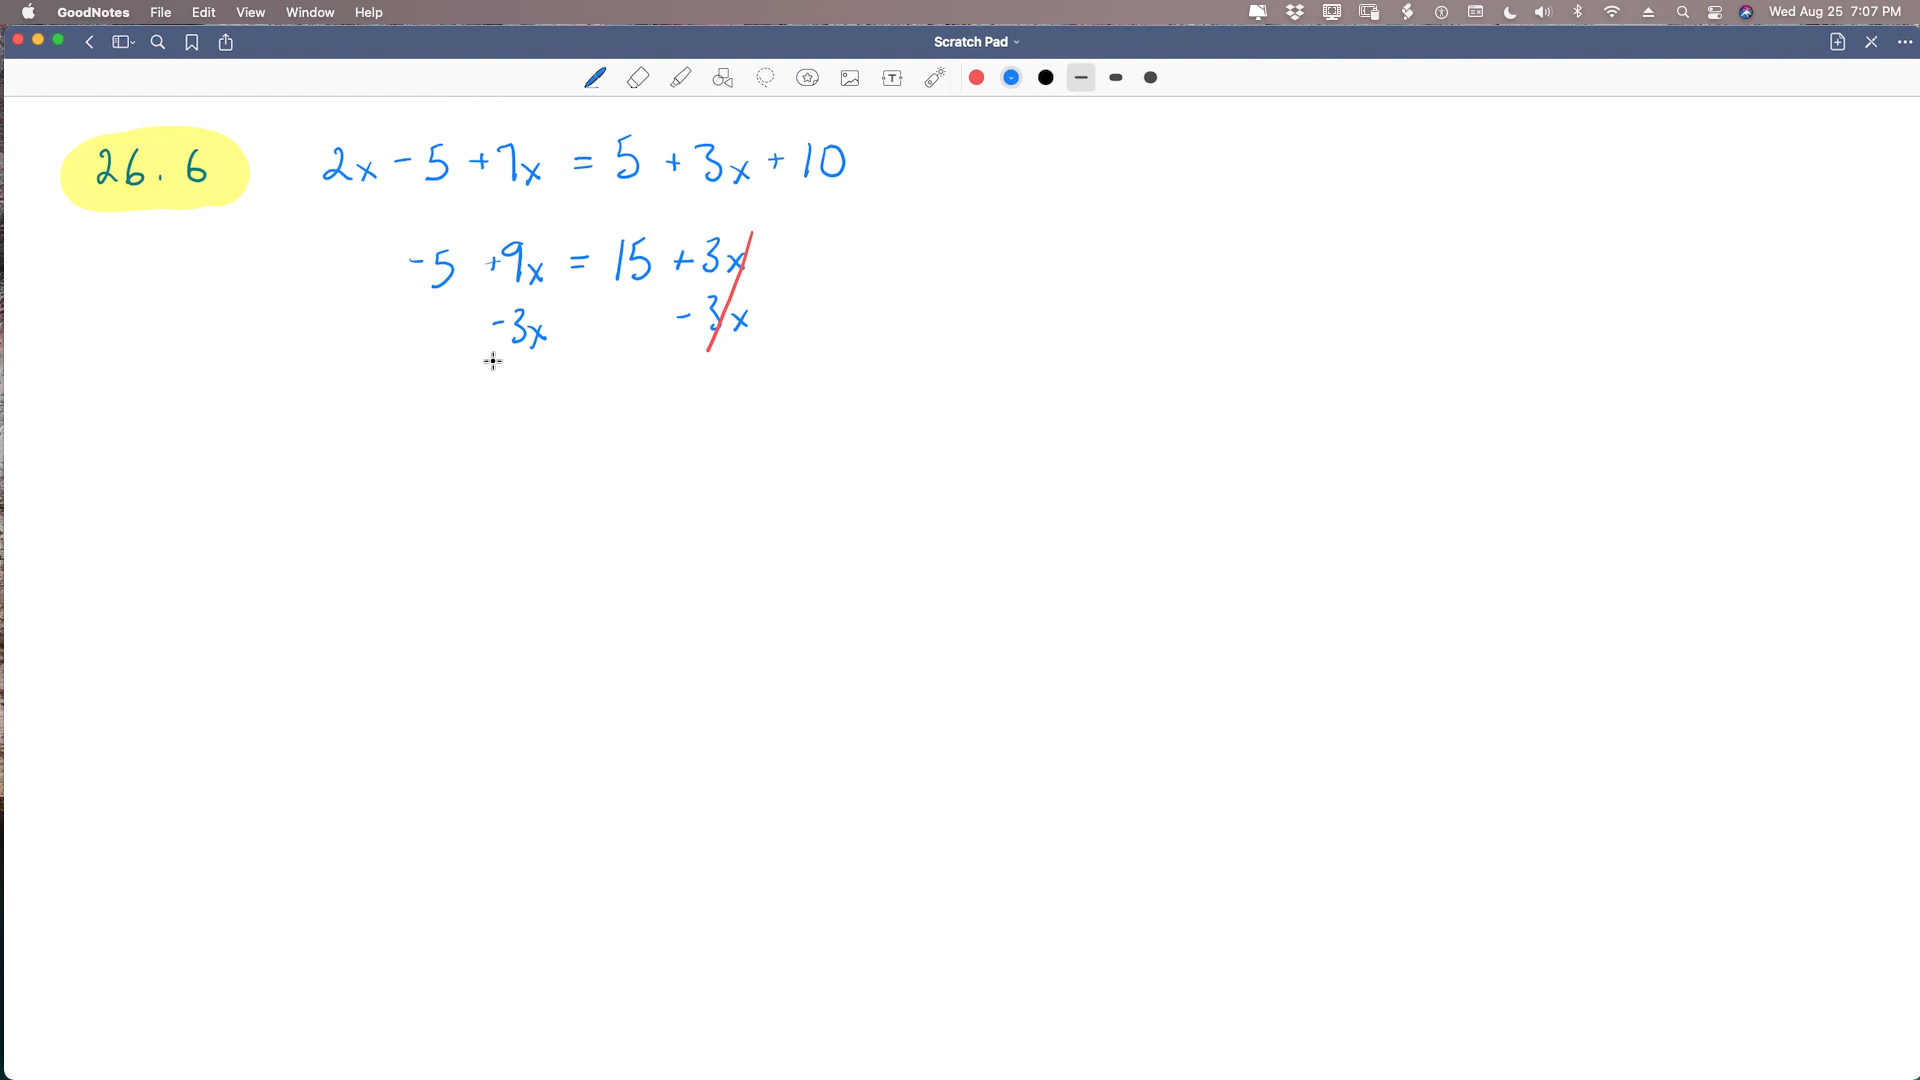 GoodNotes File Edit View Window Help Wed Aug 25 7:07 PM
Scratch Pad
T
26.6 2x - 5 + 7x = 5 + 3x + 10
-5 +9x = 15 + 3x
-3x - 3x